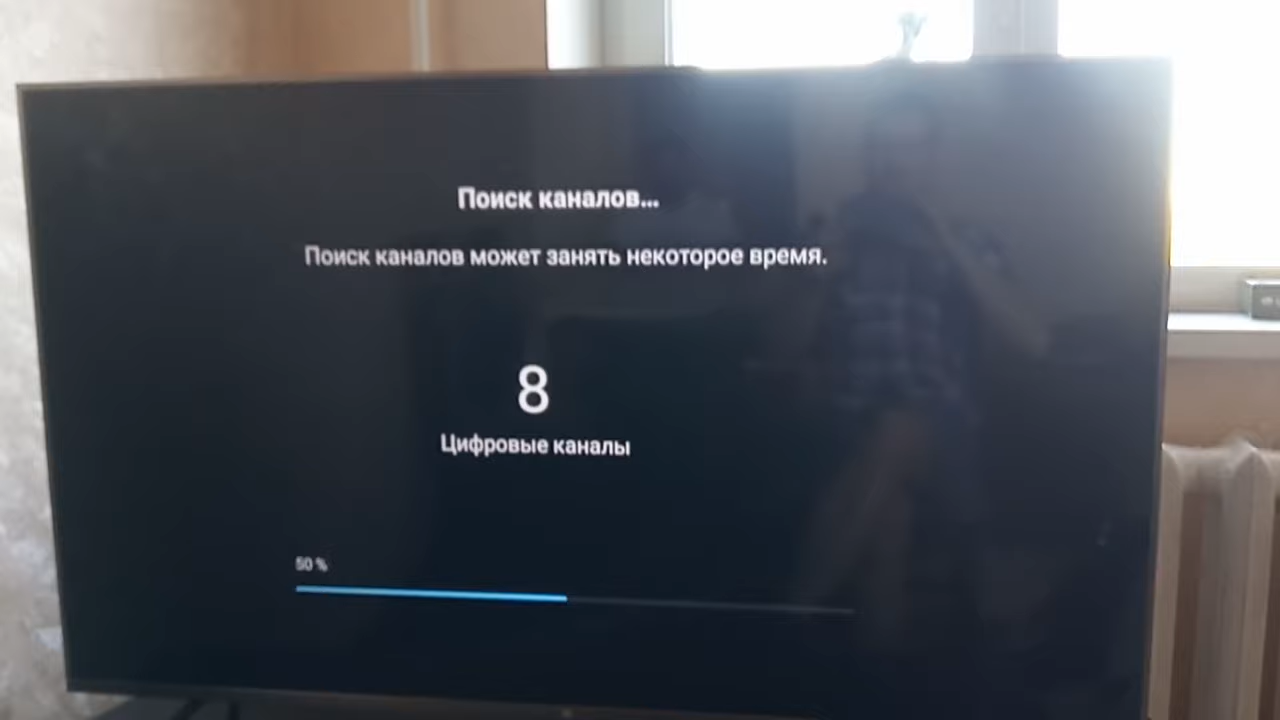 Поиск каналов...
Поиск каналов может занять некоторое время.
8
Цифровые каналы
50 %